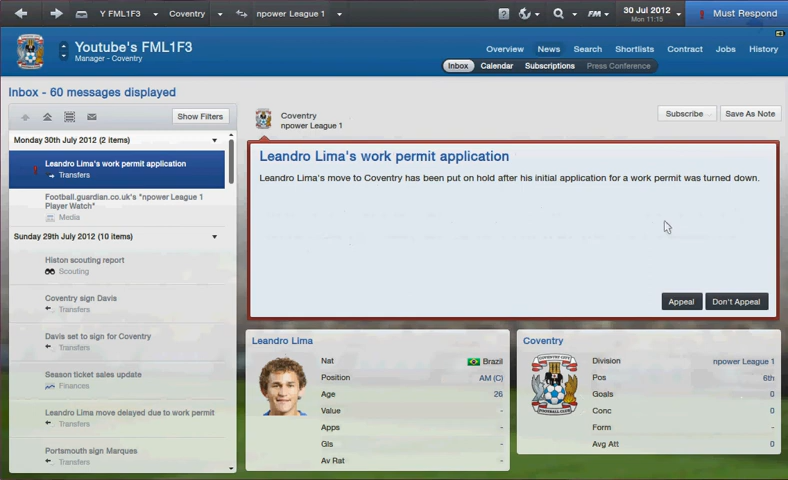 Y FML1F3
Coventry
npower League 1
FM
30 Jul 2012
Mon 11:15
Must Respond
Youtube's FML1F3
Manager - Coventry
Overview News Search Shortlists Contract Jobs History
Inbox Calendar Subscriptions Press Conference
Inbox - 60 messages displayed
Show Filters
Monday 30th July 2012 (2 items)
Leandro Lima's work permit application
Transfers
Football.guardian.co.uk's "npower League 1
Player Watch"
Media
Sunday 29th July 2012 (10 items)
Histon scouting report
Scouting
Coventry sign Davis
Transfers
Davis set to sign for Coventry
Transfers
Season ticket sales update
Finances
Leandro Lima move delayed due to work permit
Transfers
Portsmouth sign Marques
Transfers
Coventry
npower League 1
Subscribe
Save As Note
Leandro Lima's work permit application
Leandro Lima's move to Coventry has been put on hold after his initial application for a work permit was turned down.
Appeal
Don't Appeal
Leandro Lima
Nat Brazil
Position AM (C)
Age 26
Value -
Apps -
Gls -
Av Rat -
Coventry
Division npower League 1
Pos 6th
Goals 0
Conc 0
Form -
Avg Att 0